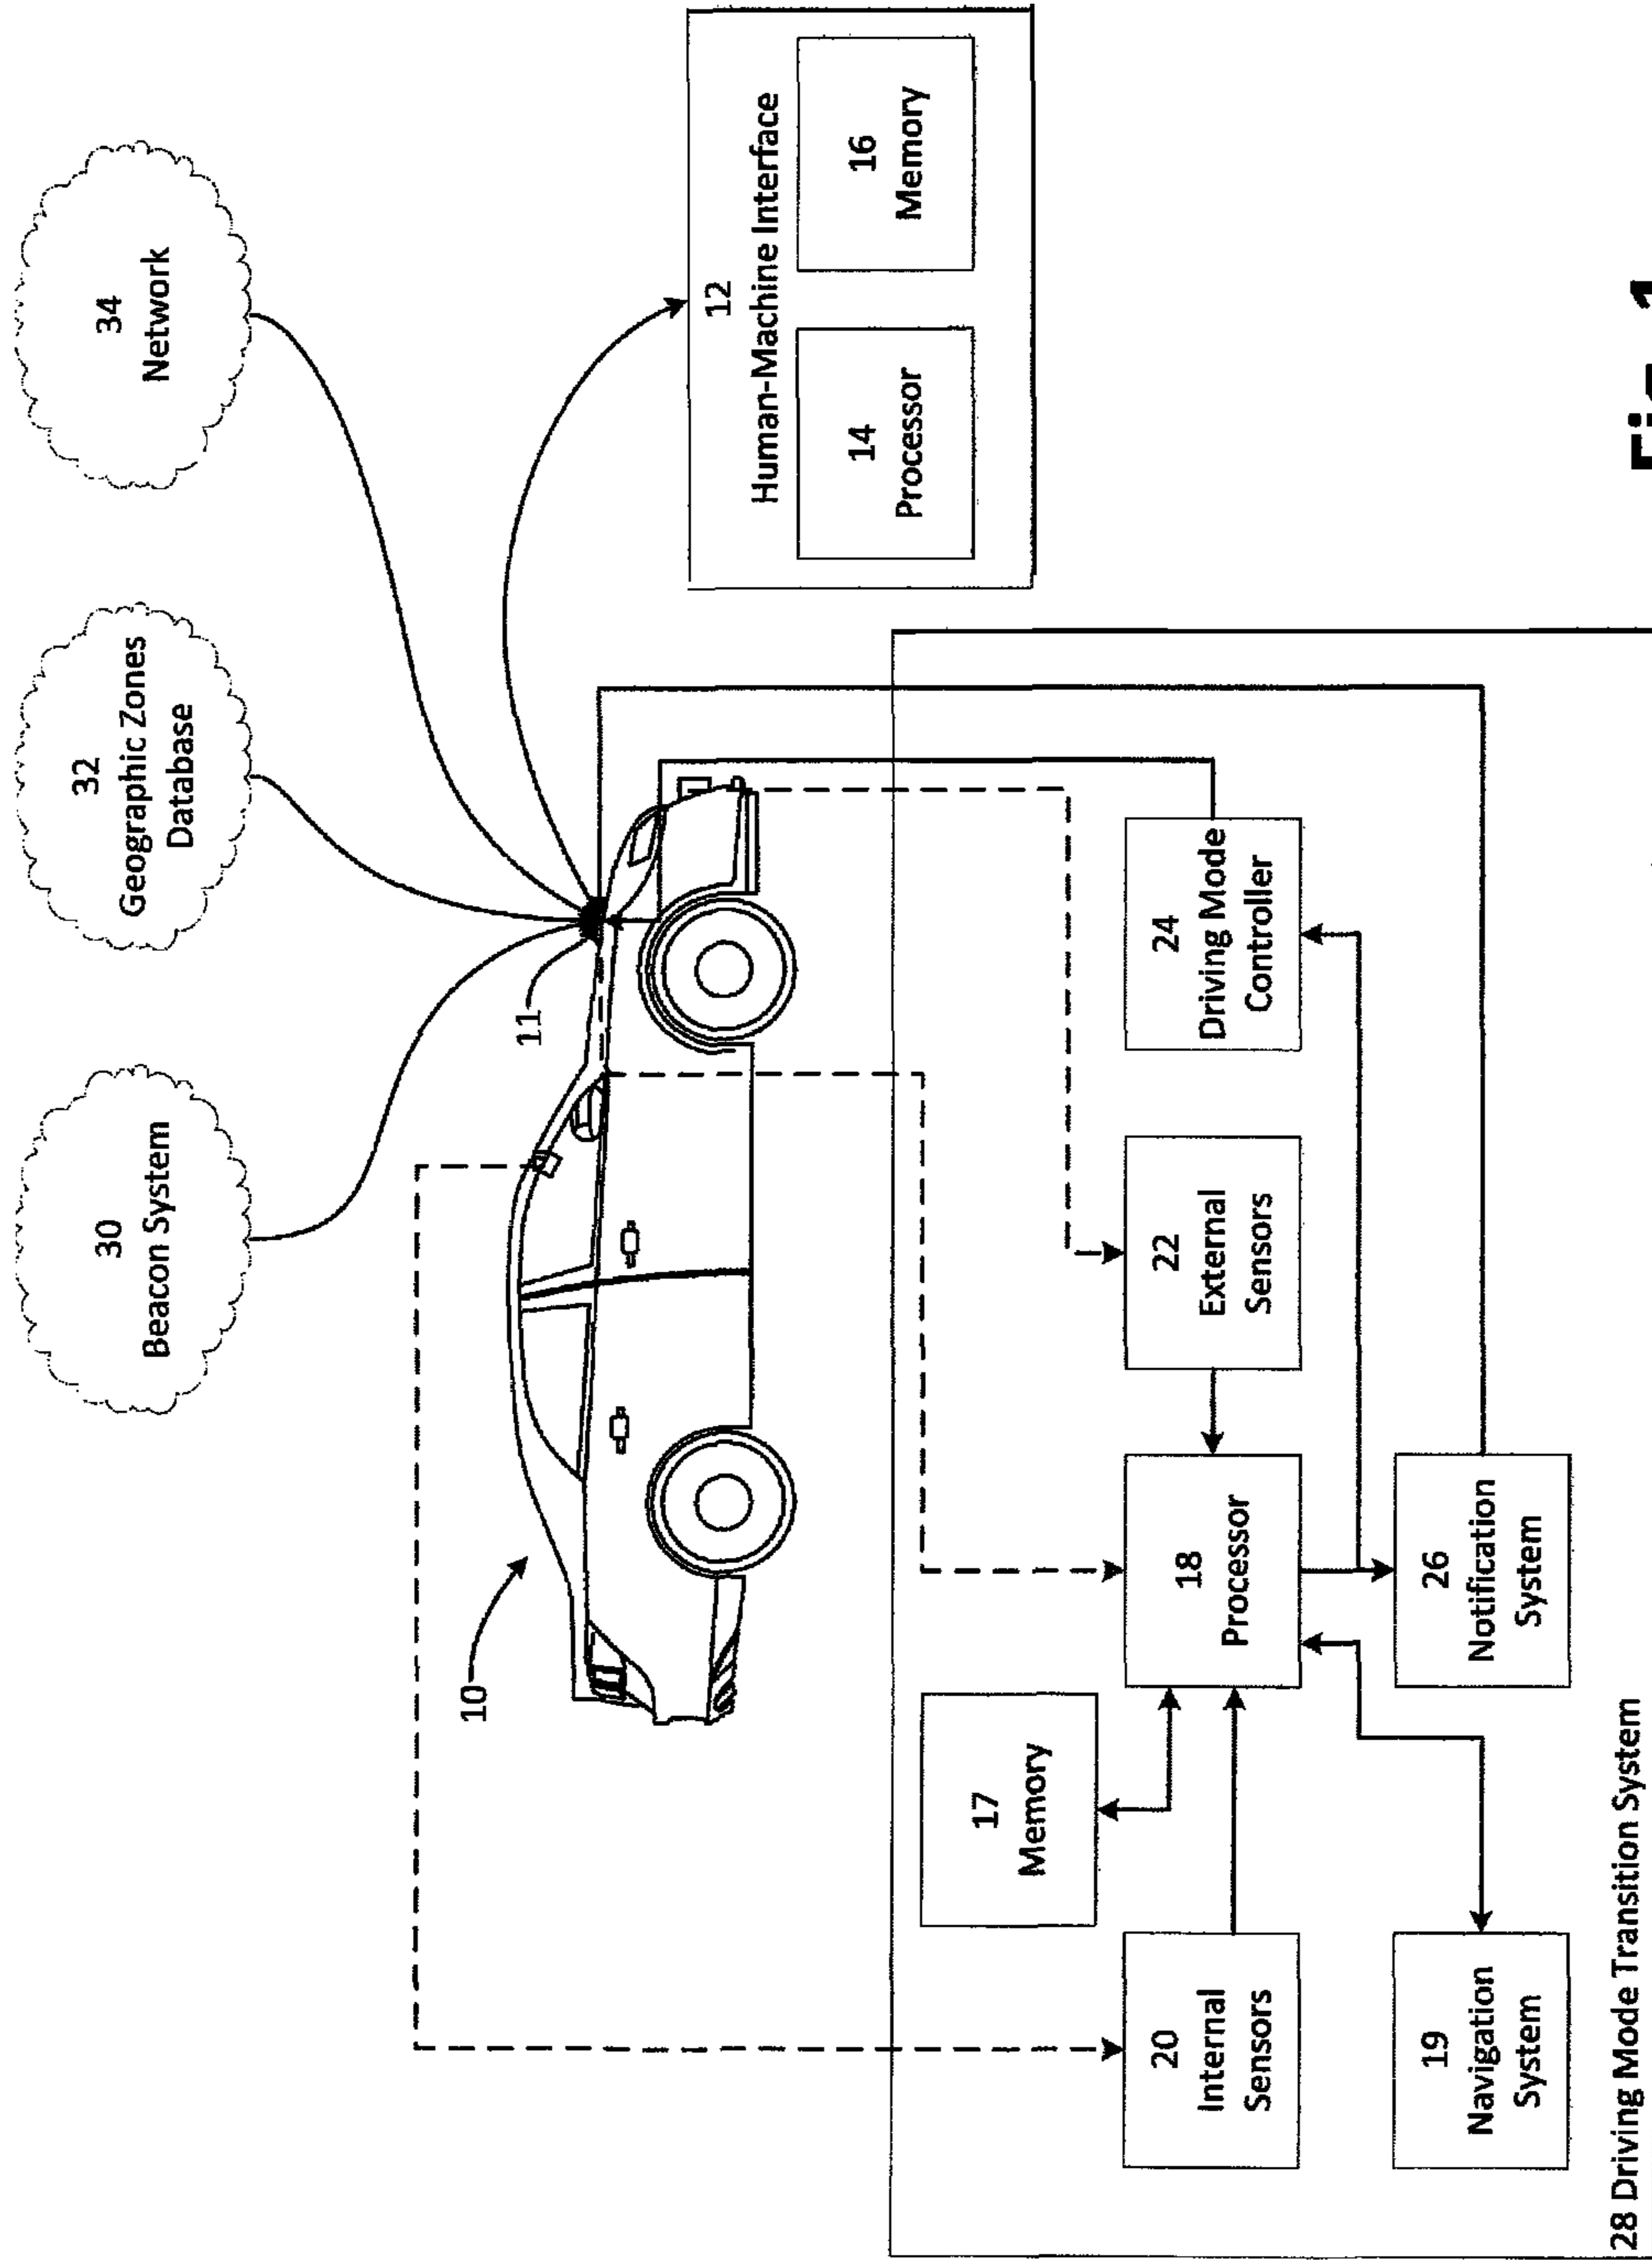 30
Beacon System
32
Geographic Zones
Database
34
Network
10
11
12
Human-Machine Interface
14
Processor
16
Memory
17
Memory
20
Internal
Sensors
18
Processor
22
External
Sensors
24
Driving Mode
Controller
19
Navigation
System
26
Notification
System
28 Driving Mode Transition System